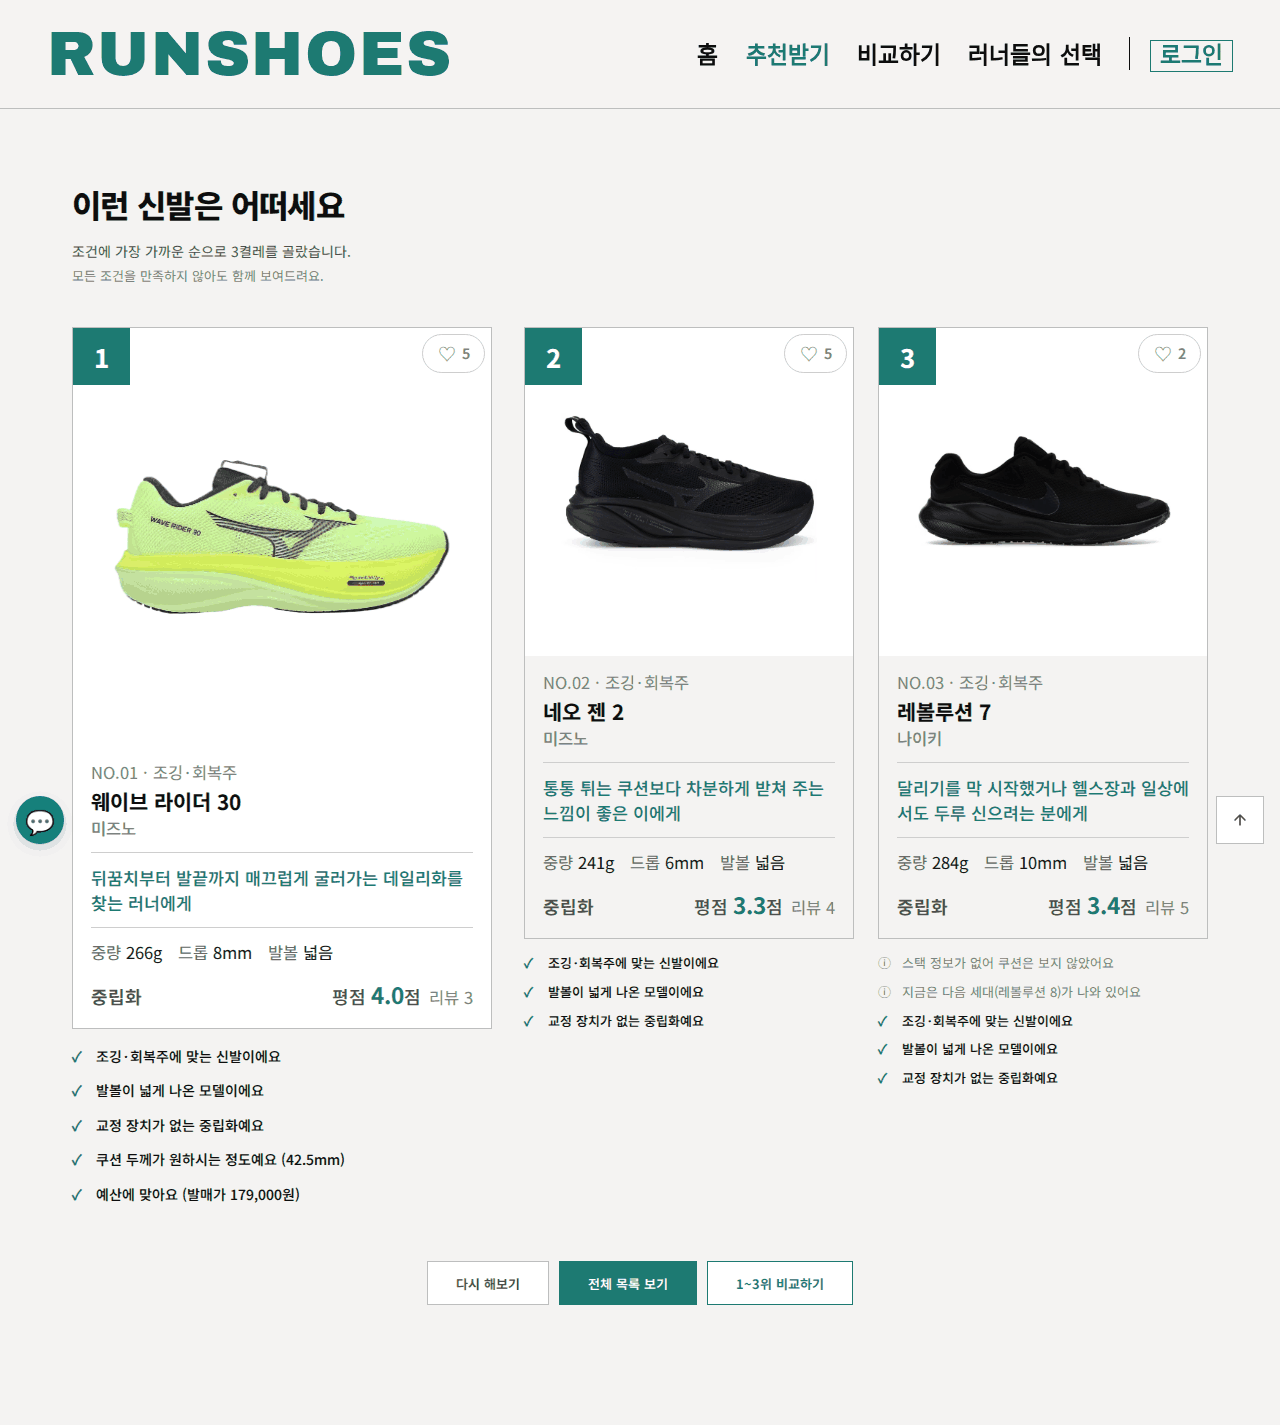 RUNSHOES
홈 추천받기 비교하기 러너들의 선택 로그인
이런 신발은 어떠세요
조건에 가장 가까운 순으로 3켤레를 골랐습니다.
모든 조건을 만족하지 않아도 함께 보여드려요.
1
♡ 5
WAVE RIDER 30
NO.01 · 조깅·회복주
웨이브 라이더 30
미즈노
뒤꿈치부터 발끝까지 매끄럽게 굴러가는 데일리화를
찾는 러너에게
중량 266g 드롭 8mm 발볼 넓음
중립화 평점 4.0점 리뷰 3
✓ 조깅·회복주에 맞는 신발이에요
✓ 발볼이 넓게 나온 모델이에요
✓ 교정 장치가 없는 중립화예요
✓ 쿠션 두께가 원하시는 정도예요 (42.5mm)
✓ 예산에 맞아요 (발매가 179,000원)
2
♡ 5
NO.02 · 조깅·회복주
네오 젠 2
미즈노
통통 튀는 쿠션보다 차분하게 받쳐 주는
느낌이 좋은 이에게
중량 241g 드롭 6mm 발볼 넓음
중립화 평점 3.3점 리뷰 4
✓ 조깅·회복주에 맞는 신발이에요
✓ 발볼이 넓게 나온 모델이에요
✓ 교정 장치가 없는 중립화예요
3
♡ 2
NO.03 · 조깅·회복주
레볼루션 7
나이키
달리기를 막 시작했거나 헬스장과 일상에
서도 두루 신으려는 분에게
중량 284g 드롭 10mm 발볼 넓음
중립화 평점 3.4점 리뷰 5
ⓘ 스택 정보가 없어 쿠션은 보지 않았어요
ⓘ 지금은 다음 세대(레볼루션 8)가 나와 있어요
✓ 조깅·회복주에 맞는 신발이에요
✓ 발볼이 넓게 나온 모델이에요
✓ 교정 장치가 없는 중립화예요
다시 해보기 전체 목록 보기 1~3위 비교하기